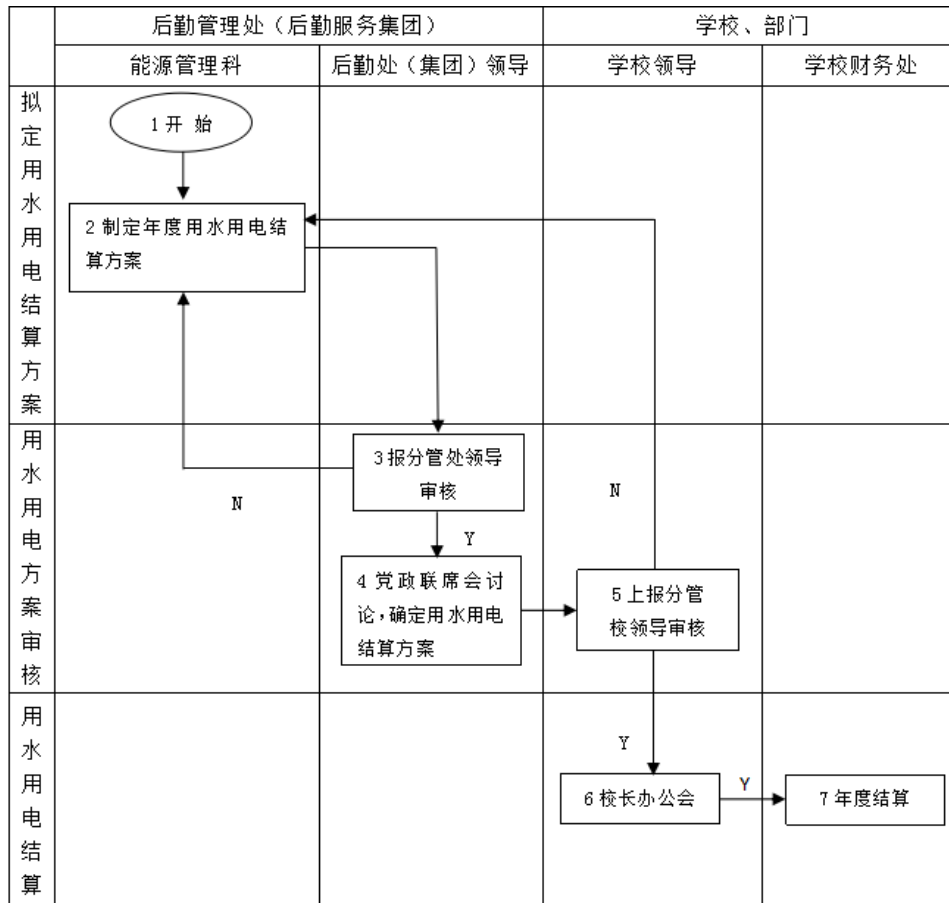 后勤管理处（后勤服务集团）
学校、部门
能源管理科
后勤处（集团）领导
学校领导
学校财务处
拟定用水用电结算方案
1 开 始
2 制定年度用水用电结
算方案
用水用电方案审核
3 报分管处领导
审核
N
N
Y
4 党政联席会讨
论，确定用水用电
结算方案
5 上报分管
校领导审核
用水用电结算
Y
6 校长办公会
Y
7 年度结算